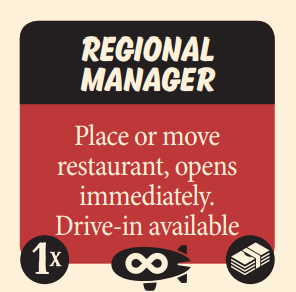 REGIONAL
MANAGER
Place or move
restaurant, opens
immediately.
Drive-in available
1x
∞